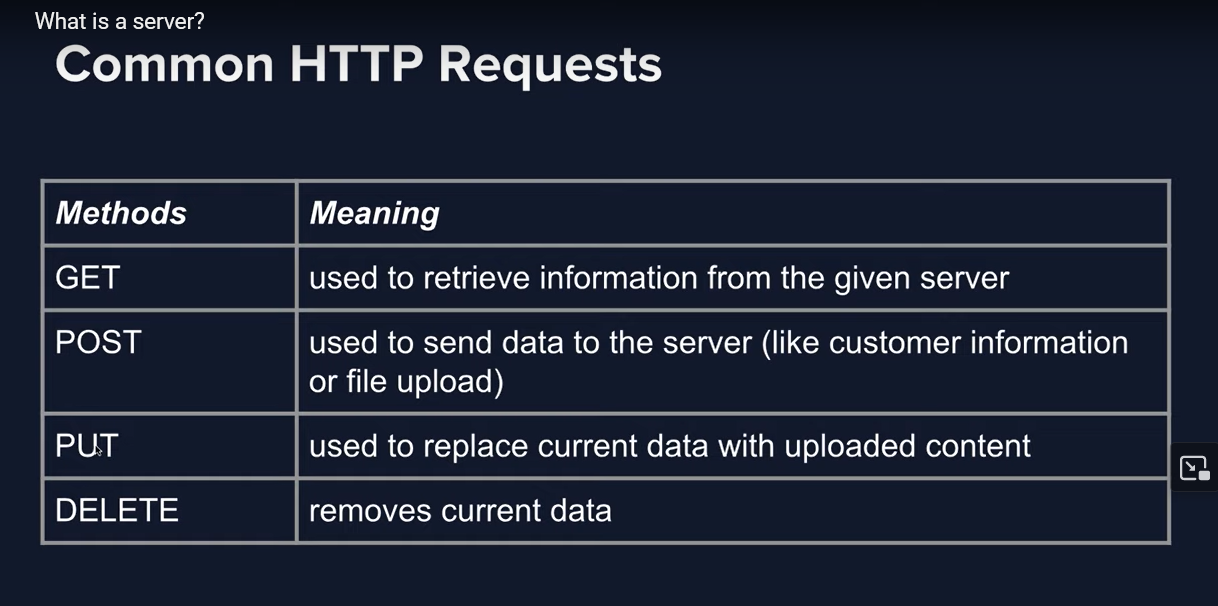 What is a server?
Common HTTP Requests
Methods Meaning
GET used to retrieve information from the given server
POST used to send data to the server (like customer information
or file upload)
PUT used to replace current data with uploaded content
DELETE removes current data